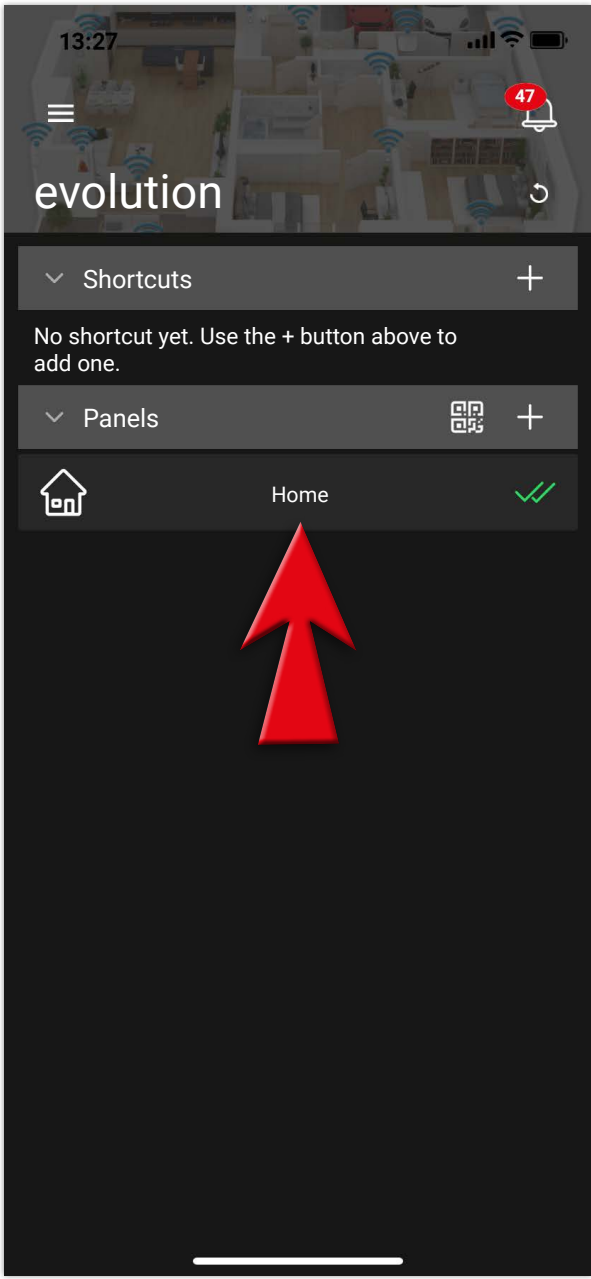 13:27
47
evolution
Shortcuts
No shortcut yet. Use the + button above to
add one.
Panels
Home